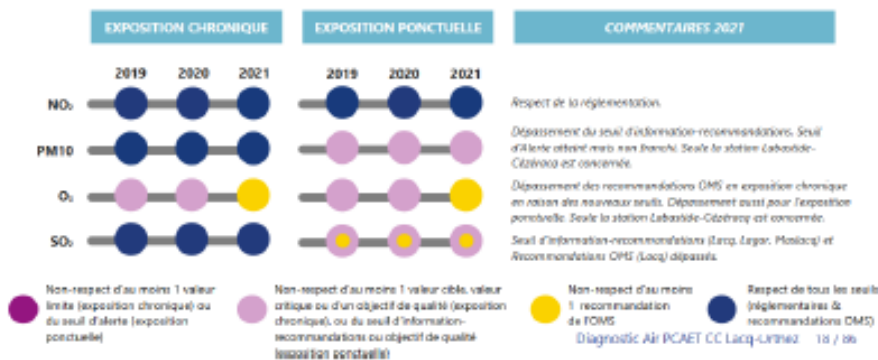 EXPOSITION CHRONIQUE EXPOSITION PONCTUELLE COMMENTAIRES 2021
2019 2020 2021 2019 2020 2021
NO₂ Respect de la réglementation.
PM10 Dépassement du seuil d'information-recommandations. Seuil
d'Alerte atteint mais non franchi. Seule la station Labastide-
Cézéracq est concernée.
O₃ Dépassement des recommandations OMS en exposition chronique
en raison des nouveaux seuils. Dépassement aussi pour l'exposition
ponctuelle. Seule la station Labastide-Cézéracq est concernée.
SO₂ Seuil d'information-recommandations (Lacq, Lagor, Maslacq) et
Recommandations OMS (Lacq) dépassés.
Non-respect d'au moins 1 valeur
limite (exposition chronique) ou
du seuil d'alerte (exposition
ponctuelle)
Non-respect d'au moins 1 valeur cible, valeur
critique ou d'un objectif de qualité (exposition
chronique), ou du seuil d'information-
recommandations ou objectif de qualité
(exposition ponctuelle)
Non-respect d'au moins
1 recommandation
de l'OMS
Respect de tous les seuils
(réglementaires &
recommandations OMS)
Diagnostic Air PCAET CC Lacq-Orthez 18 / 86